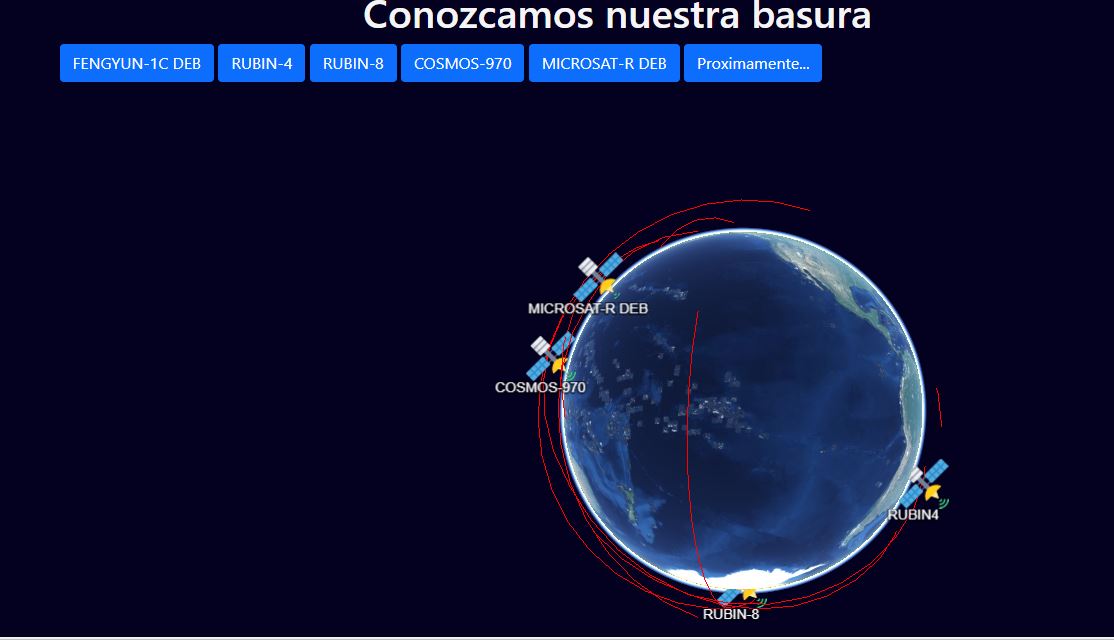 Conozcamos nuestra basura
FENGYUN-1C DEB RUBIN-4 RUBIN-8 COSMOS-970 MICROSAT-R DEB Proximamente...
MICROSAT-R DEB
COSMOS-970
RUBIN4
RUBIN-8